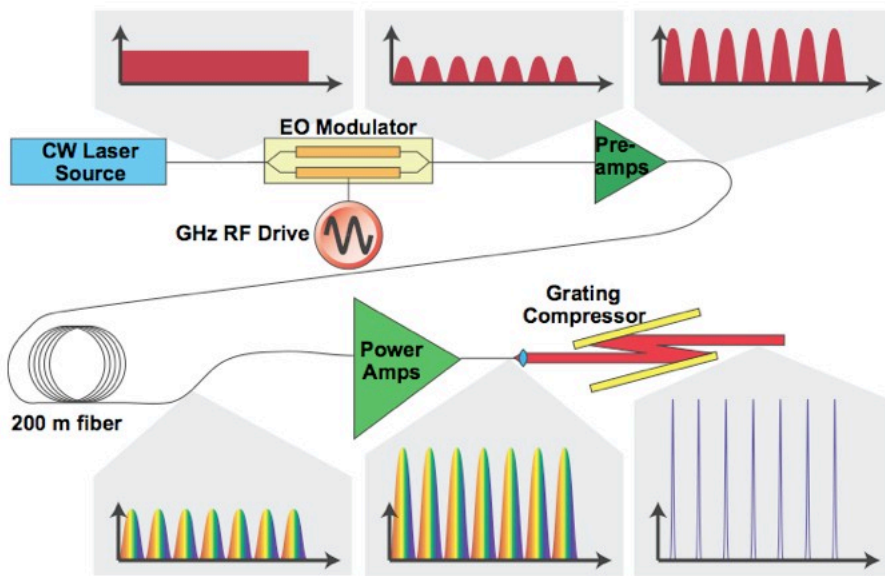 EO Modulator
CW Laser
Source
Pre-
amps
GHz RF Drive
Grating
Compressor
Power
Amps
200 m fiber